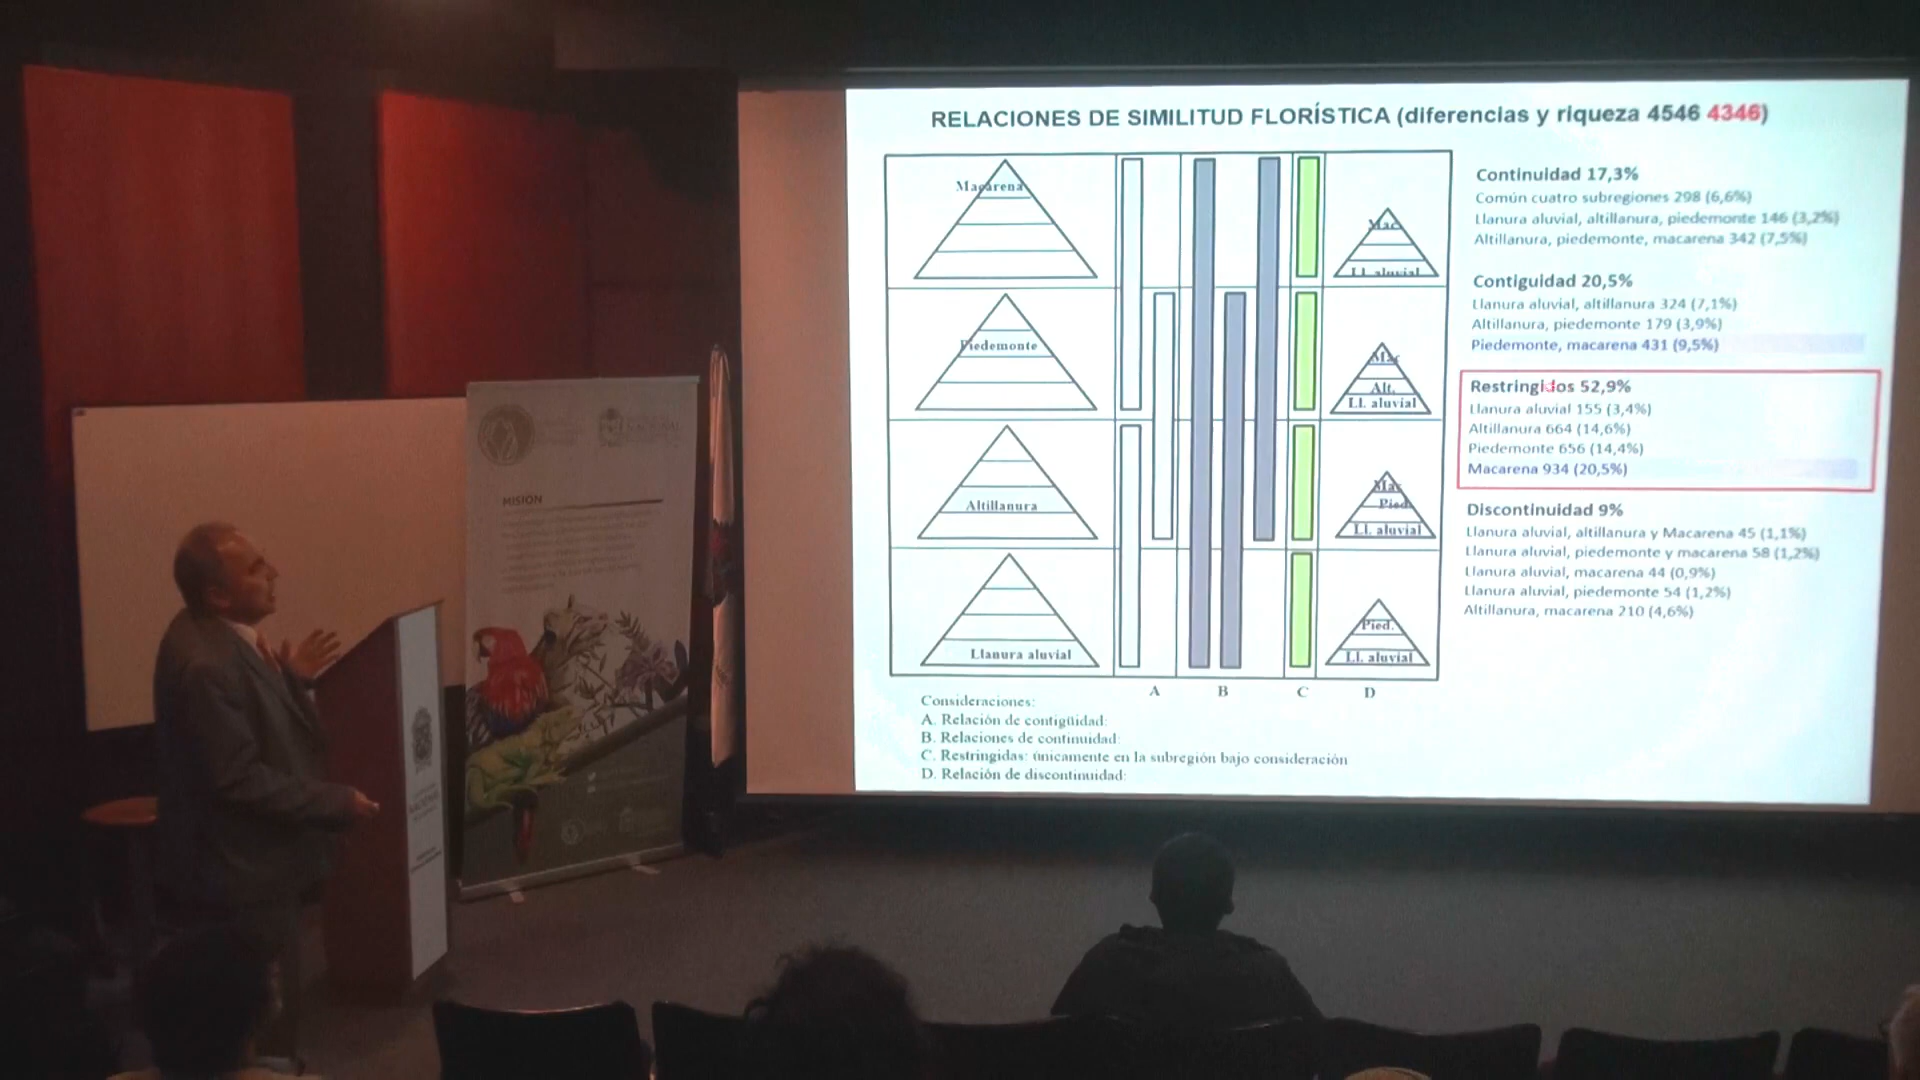 RELACIONES DE SIMILITUD FLORÍSTICA (diferencias y riqueza 4546 4346)
Macarena
Piedemonte
Altillanura
Llanura aluvial
Mac
Ll. aluvial
Mac
Alt.
Ll. aluvial
Mac
Pied.
Ll. aluvial
Pied.
Ll. aluvial
A B C D
Consideraciones:
A. Relación de contigüidad:
B. Relaciones de continuidad:
C. Restringidas: únicamente en la subregión bajo consideración
D. Relación de discontinuidad:
Continuidad 17,3%
Común cuatro subregiones 298 (6,6%)
Llanura aluvial, altillanura, piedemonte 146 (3,2%)
Altillanura, piedemonte, macarena 342 (7,5%)
Contiguidad 20,5%
Llanura aluvial, altillanura 324 (7,1%)
Altillanura, piedemonte 179 (3,9%)
Piedemonte, macarena 431 (9,5%)
Restringidos 52,9%
Llanura aluvial 155 (3,4%)
Altillanura 664 (14,6%)
Piedemonte 656 (14,4%)
Macarena 934 (20,5%)
Discontinuidad 9%
Llanura aluvial, altillanura y Macarena 45 (1,1%)
Llanura aluvial, piedemonte y macarena 58 (1,2%)
Llanura aluvial, macarena 44 (0,9%)
Llanura aluvial, piedemonte 54 (1,2%)
Altillanura, macarena 210 (4,6%)
MISIÓN